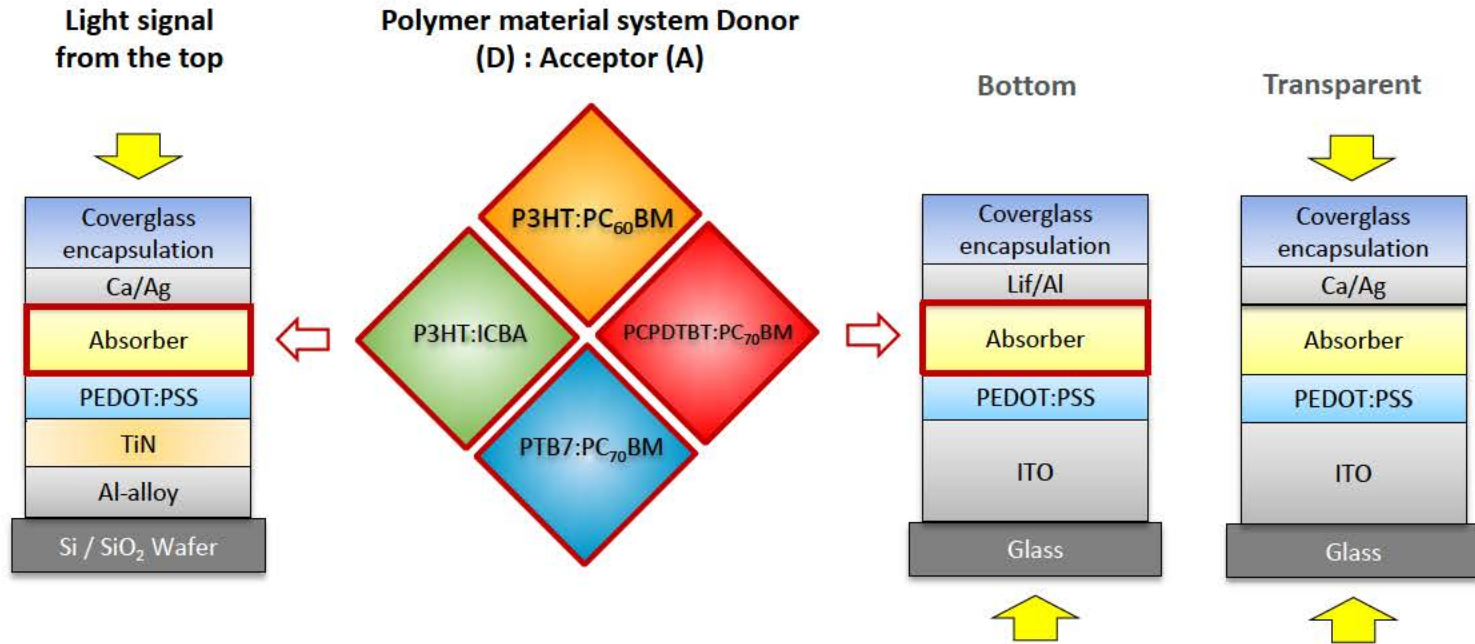 Light signal
from the top
Coverglass
encapsulation
Ca/Ag
Absorber
PEDOT:PSS
TiN
Al-alloy
Si / SiO₂ Wafer
Polymer material system Donor
(D) : Acceptor (A)
P3HT:PC₆₀BM
P3HT:ICBA
PCPDTBT:PC₇₀BM
PTB7:PC₇₀BM
Bottom
Coverglass
encapsulation
Lif/Al
Absorber
PEDOT:PSS
ITO
Glass
Transparent
Coverglass
encapsulation
Ca/Ag
Absorber
PEDOT:PSS
ITO
Glass